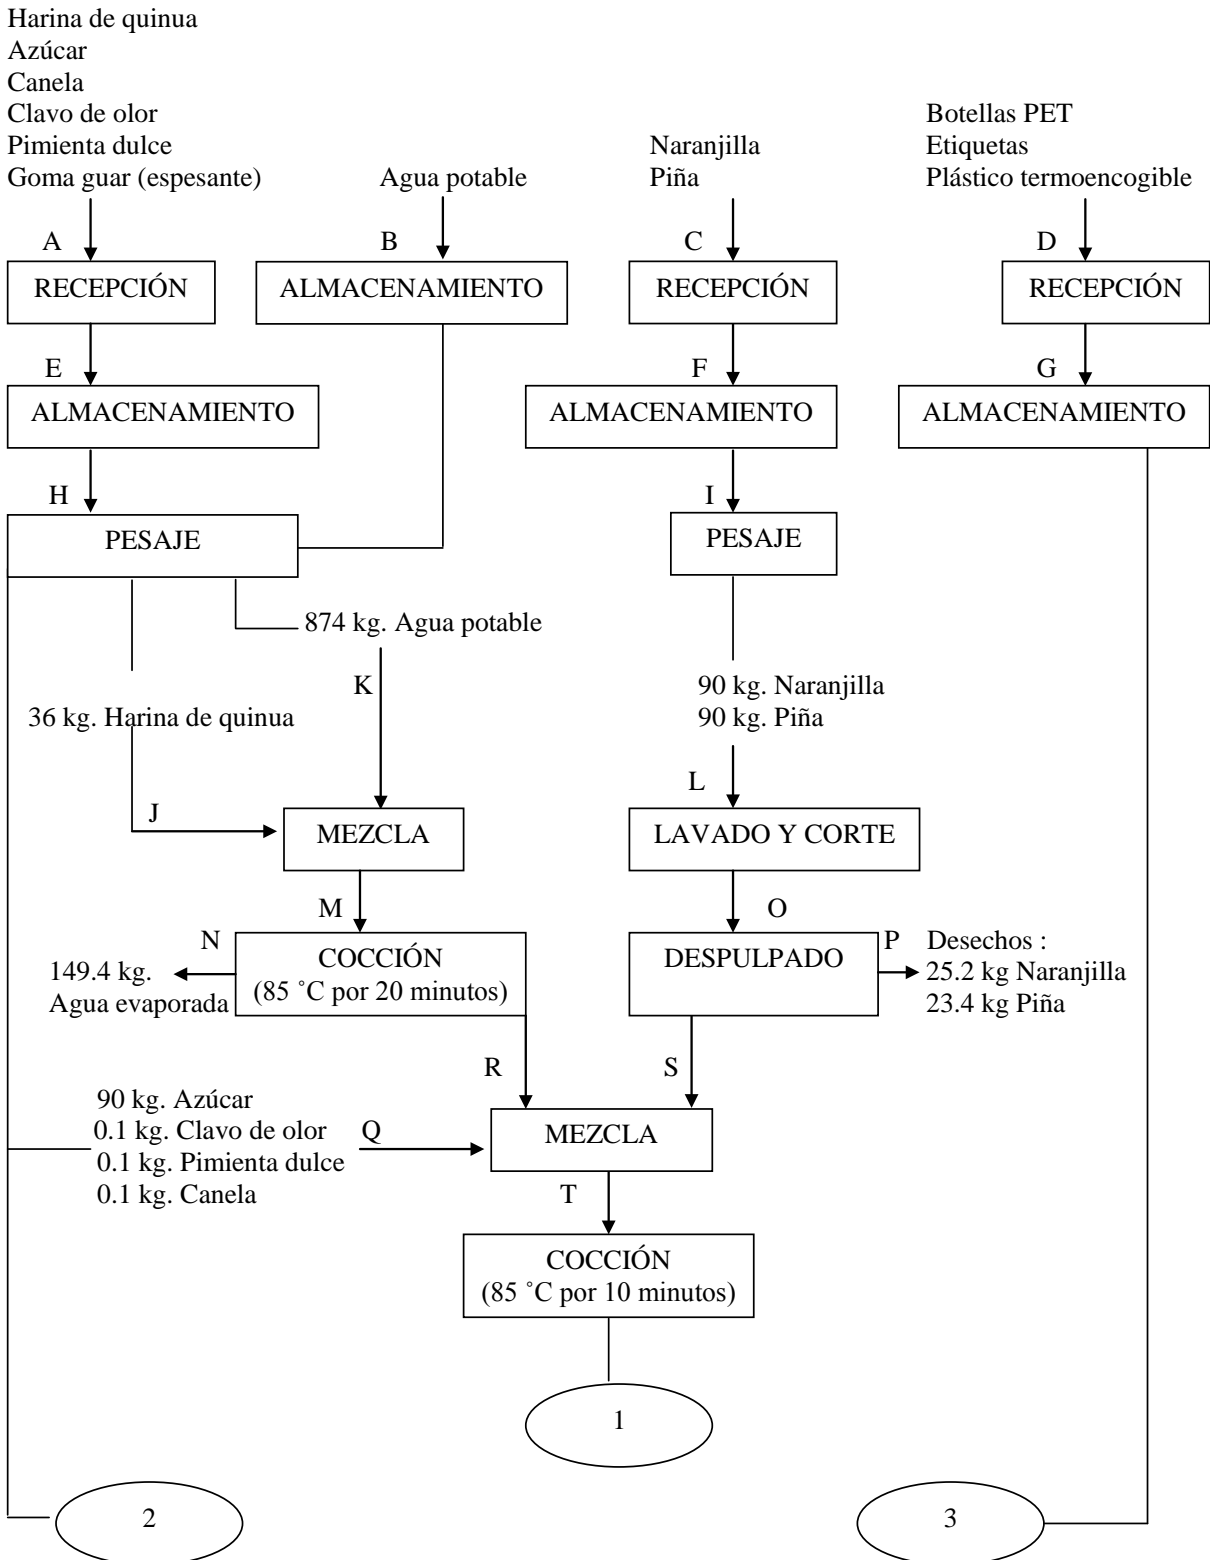 Harina de quinua
Azúcar
Canela
Clavo de olor
Pimienta dulce
Goma guar (espesante)
Agua potable
Naranjilla
Piña
Botellas PET
Etiquetas
Plástico termoencogible
A
B
C
D
RECEPCIÓN
ALMACENAMIENTO
RECEPCIÓN
RECEPCIÓN
E
F
G
ALMACENAMIENTO
ALMACENAMIENTO
ALMACENAMIENTO
H
I
PESAJE
PESAJE
874 kg. Agua potable
K
36 kg. Harina de quinua
90 kg. Naranjilla
90 kg. Piña
L
J
MEZCLA
LAVADO Y CORTE
M
O
N
COCCIÓN
(85 ˚C por 20 minutos)
149.4 kg.
Agua evaporada
DESPULPADO
P
Desechos :
25.2 kg Naranjilla
23.4 kg Piña
R
S
90 kg. Azúcar
0.1 kg. Clavo de olor
0.1 kg. Pimienta dulce
0.1 kg. Canela
Q
MEZCLA
T
COCCIÓN
(85 ˚C por 10 minutos)
1
2
3